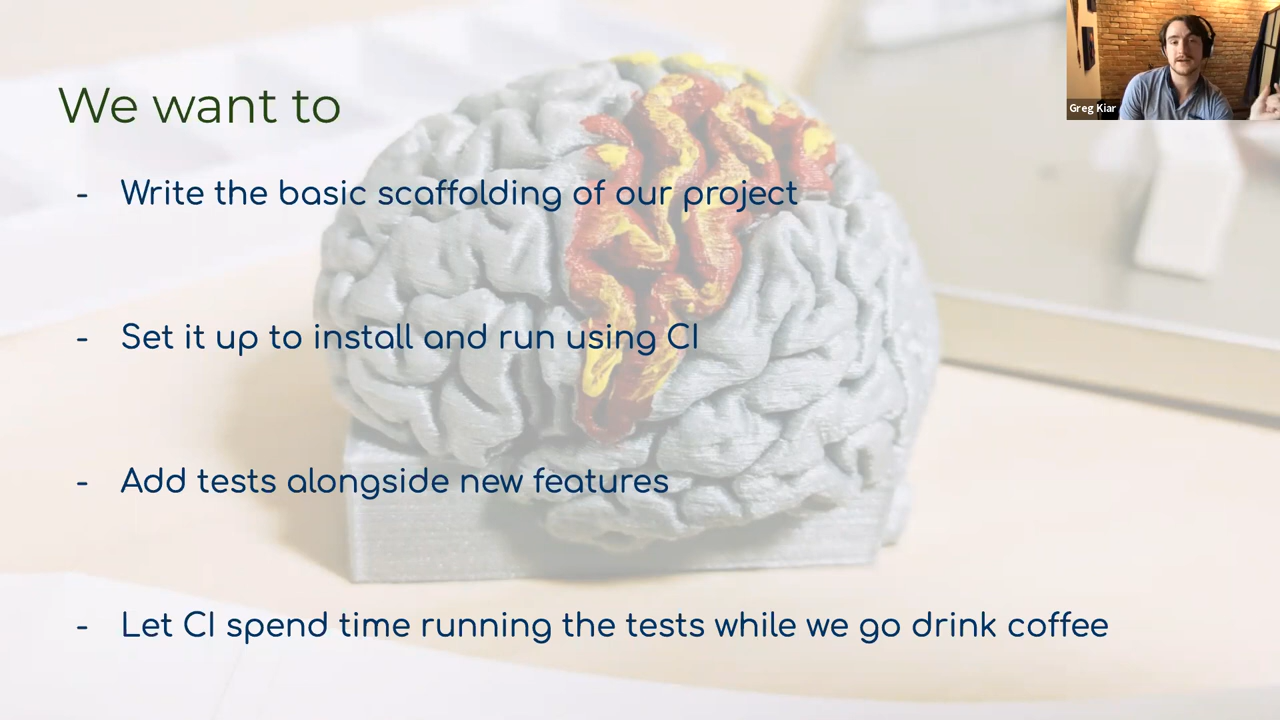 Greg Kiar
We want to
- Write the basic scaffolding of our project
- Set it up to install and run using CI
- Add tests alongside new features
- Let CI spend time running the tests while we go drink coffee